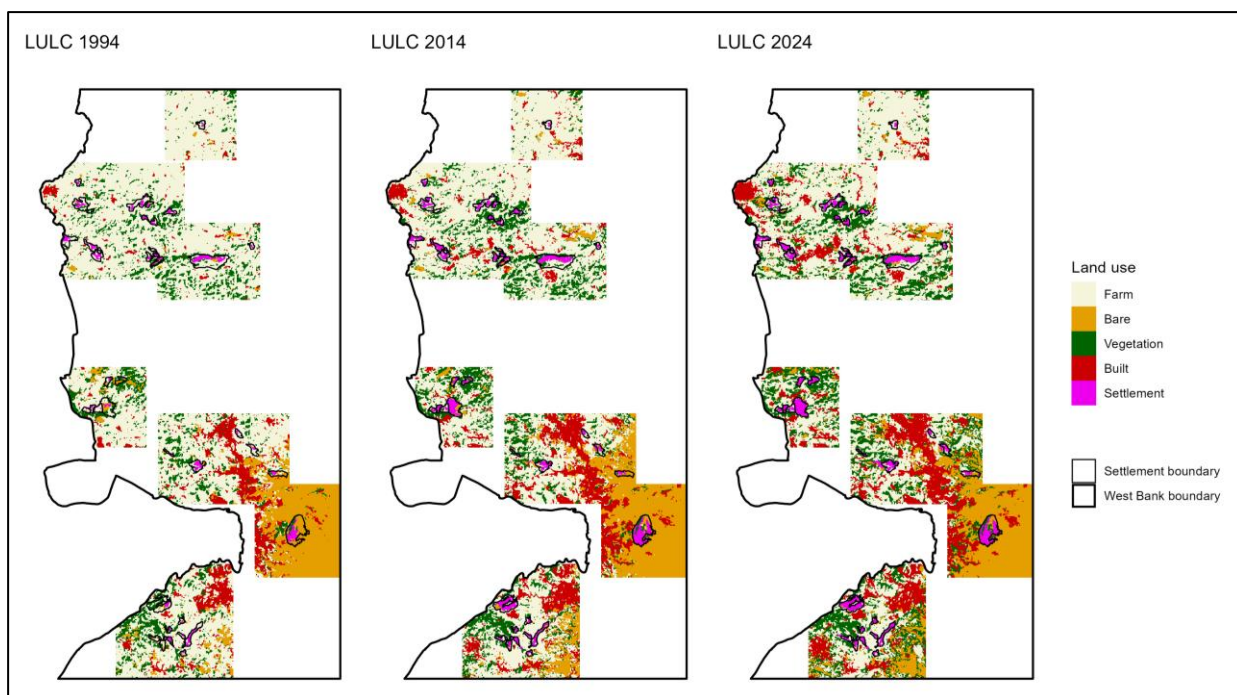 LULC 1994
LULC 2014
LULC 2024
Land use
Farm
Bare
Vegetation
Built
Settlement
Settlement boundary
West Bank boundary